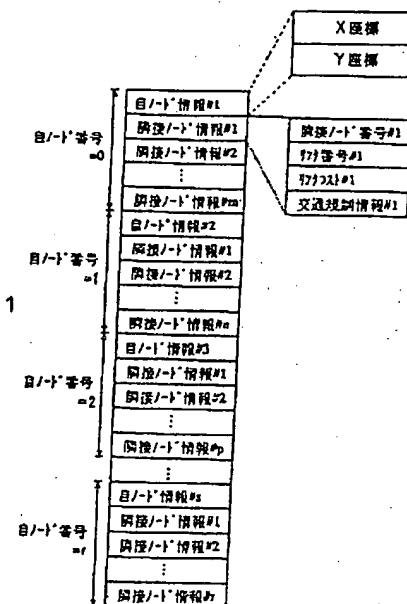 X座標
Y座標
自ノード情報#1
隣接ノード情報#1
隣接ノード情報#2
⋮
隣接ノード情報#m
自ノード番号
=0
隣接ノード番号#1
リンク番号#1
リンクコスト#1
交通規制情報#1
自ノード情報#2
隣接ノード情報#1
隣接ノード情報#2
⋮
隣接ノード情報#n
自ノード番号
=1
1
自ノード情報#3
隣接ノード情報#1
隣接ノード情報#2
⋮
隣接ノード情報#p
自ノード番号
=2
⋮
自ノード情報#s
隣接ノード情報#1
隣接ノード情報#2
⋮
自ノード番号
=r